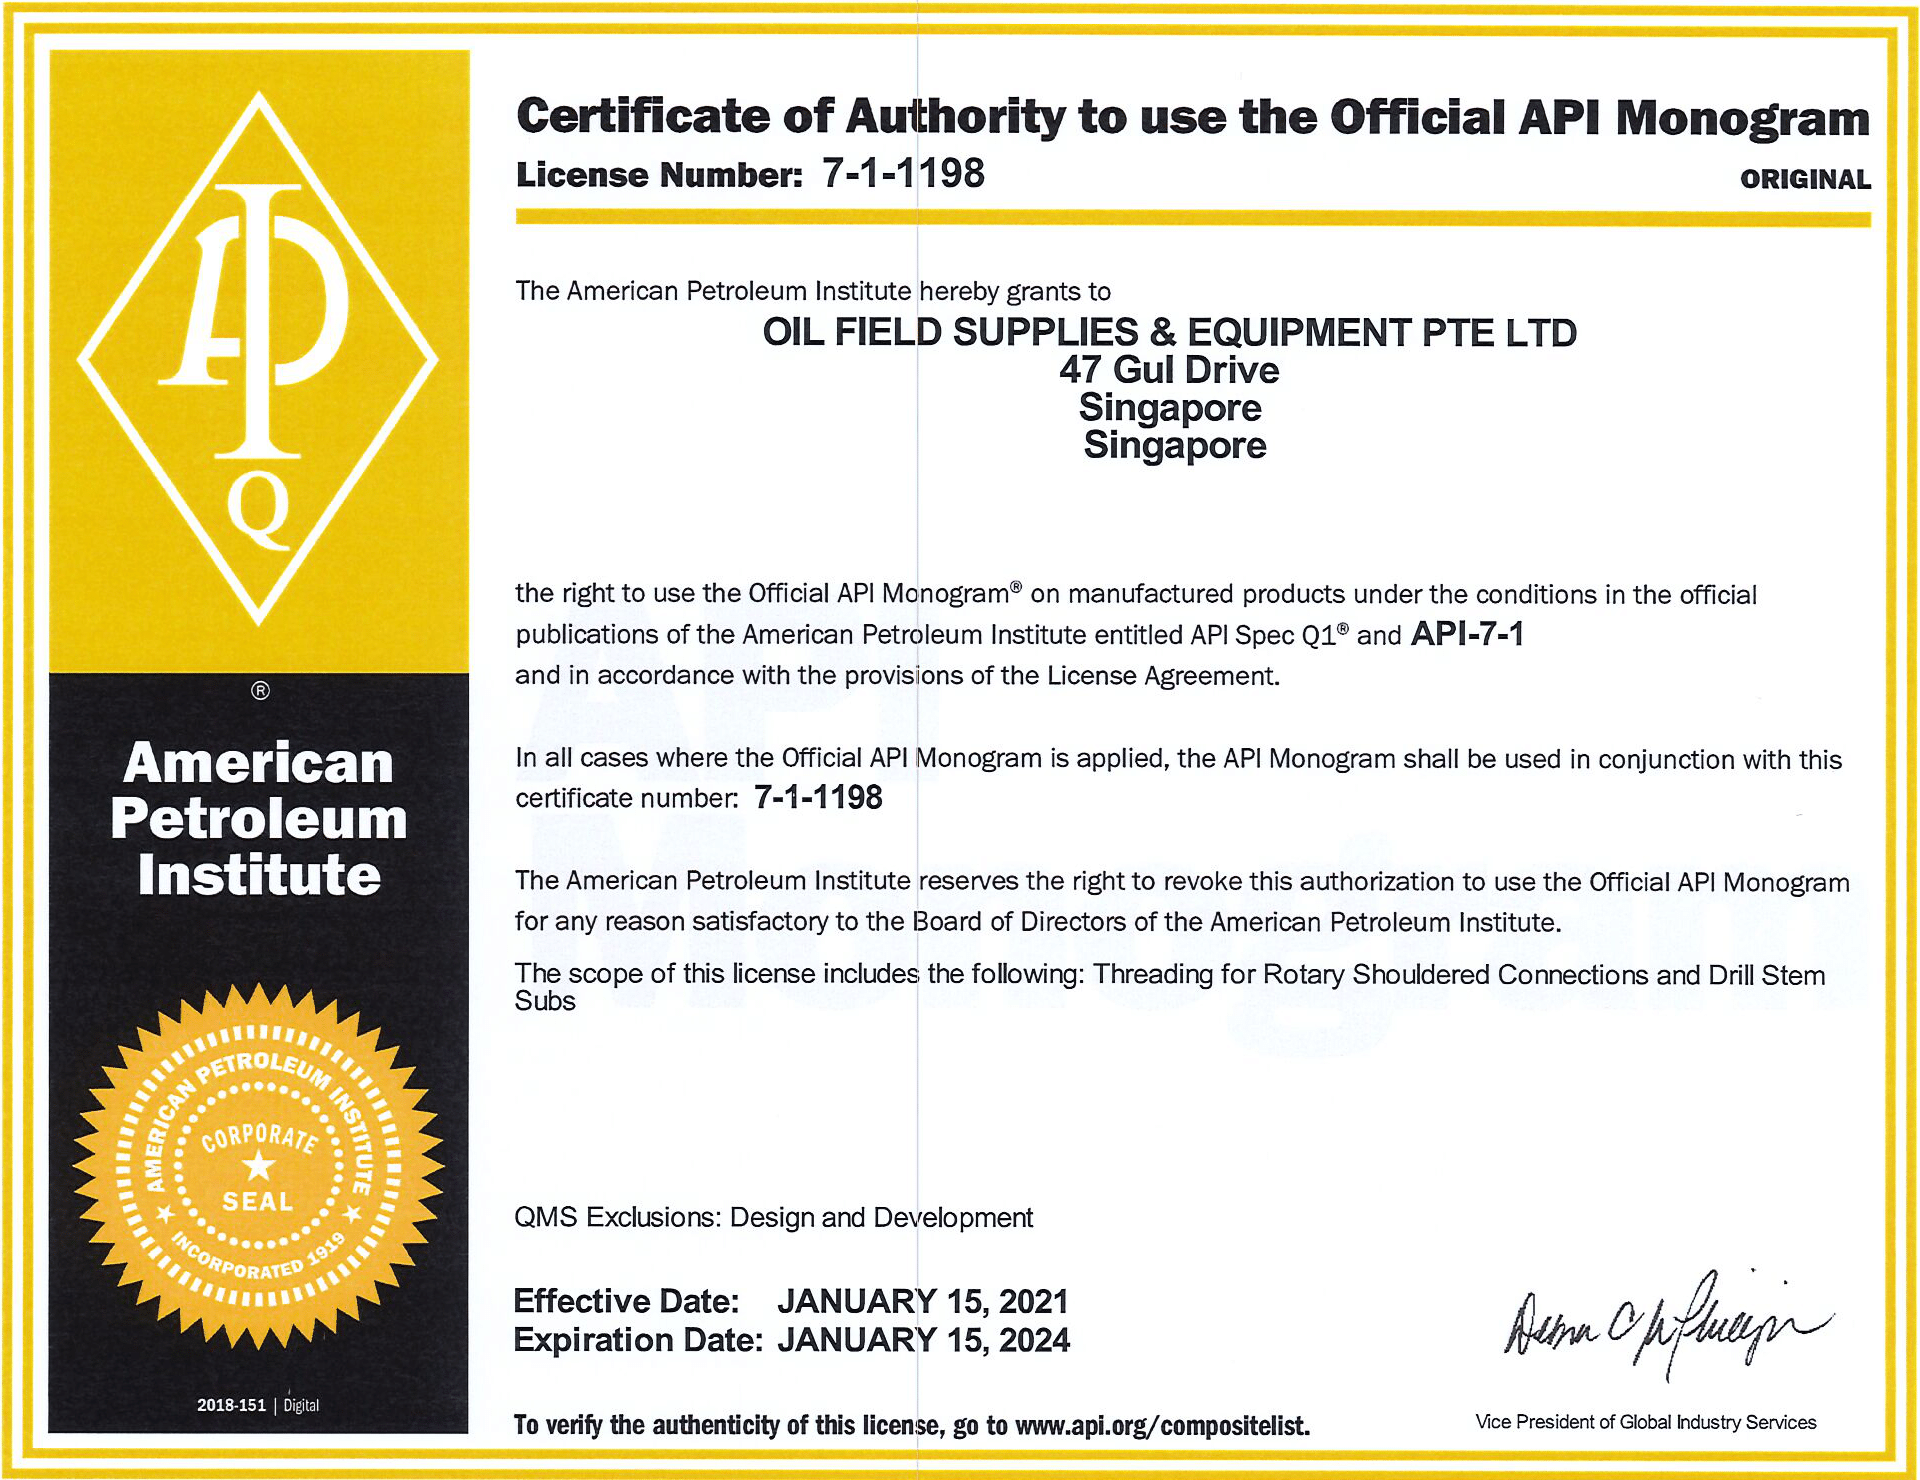 Certificate of Authority to use the Official API Monogram
License Number: 7-1-1198
ORIGINAL
The American Petroleum Institute hereby grants to
OIL FIELD SUPPLIES & EQUIPMENT PTE LTD
47 Gul Drive
Singapore
Singapore
the right to use the Official API Monogram® on manufactured products under the conditions in the official
publications of the American Petroleum Institute entitled API Spec Q1® and API-7-1
and in accordance with the provisions of the License Agreement.
In all cases where the Official API Monogram is applied, the API Monogram shall be used in conjunction with this
certificate number: 7-1-1198
The American Petroleum Institute reserves the right to revoke this authorization to use the Official API Monogram
for any reason satisfactory to the Board of Directors of the American Petroleum Institute.
The scope of this license includes the following: Threading for Rotary Shouldered Connections and Drill Stem
Subs
QMS Exclusions: Design and Development
Effective Date: JANUARY 15, 2021
Expiration Date: JANUARY 15, 2024
To verify the authenticity of this license, go to www.api.org/compositelist.
Vice President of Global Industry Services
API
Q
®
American
Petroleum
Institute
AMERICAN PETROLEUM INSTITUTE
CORPORATE
SEAL
INCORPORATED 1919
2018-151 | Digital
API
Monogram